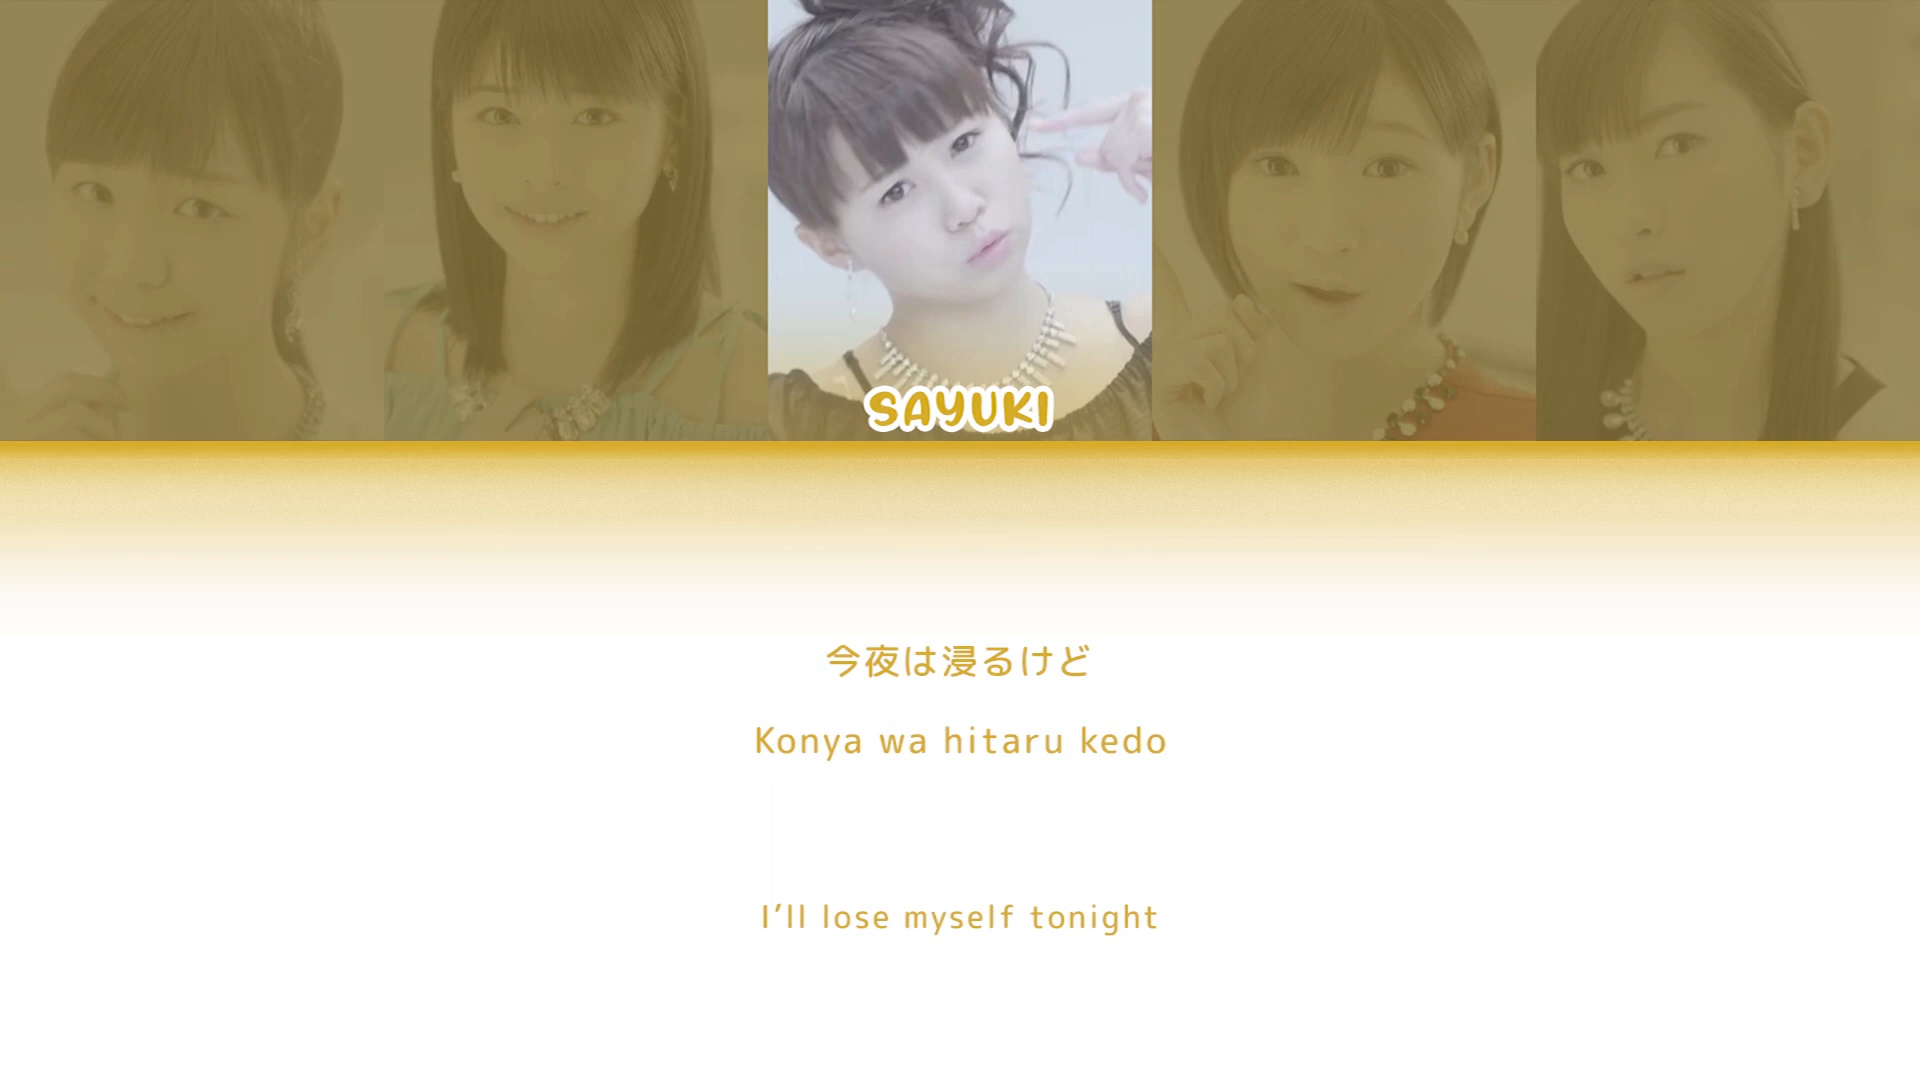 SAYUKI
今夜は浸るけど
Konya wa hitaru kedo
I’ll lose myself tonight